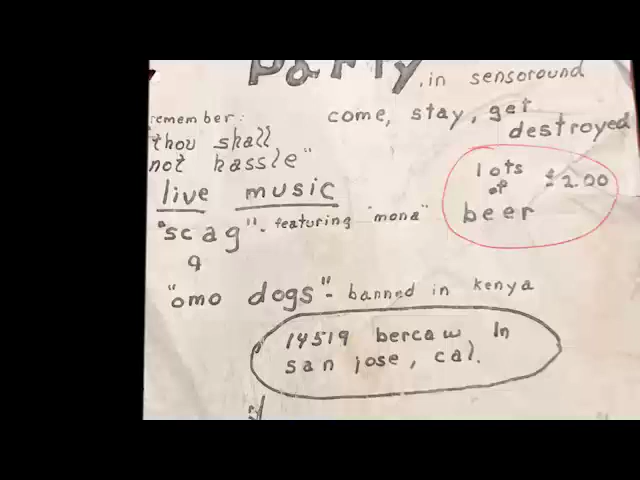 party, in sensoround
remember:
come, stay, get
destroyed
"thou shall
not hassle"
lots
of
beer
$2.00
live music
"scag" - featuring "mona"
"omo dogs" - banned in kenya
14519 bercaw ln
san jose, cal.